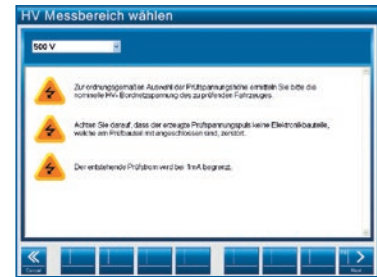 HV Messbereich wählen
500 V
Zur ordnungsgemäßen Auswahl der Prüfspannungshöhe ermitteln Sie bitte die
nominelle HV- Bordnetzspannung des zu prüfenden Fahrzeuges.
Achten Sie darauf, dass der erzeugte Prüfspannungspuls keine Elektronikbauteile,
welche am Prüfbauteil mit angeschlossen sind, zerstört.
Der entstehende Prüfstrom wird bei 1mA begrenzt.
Cancel
Next